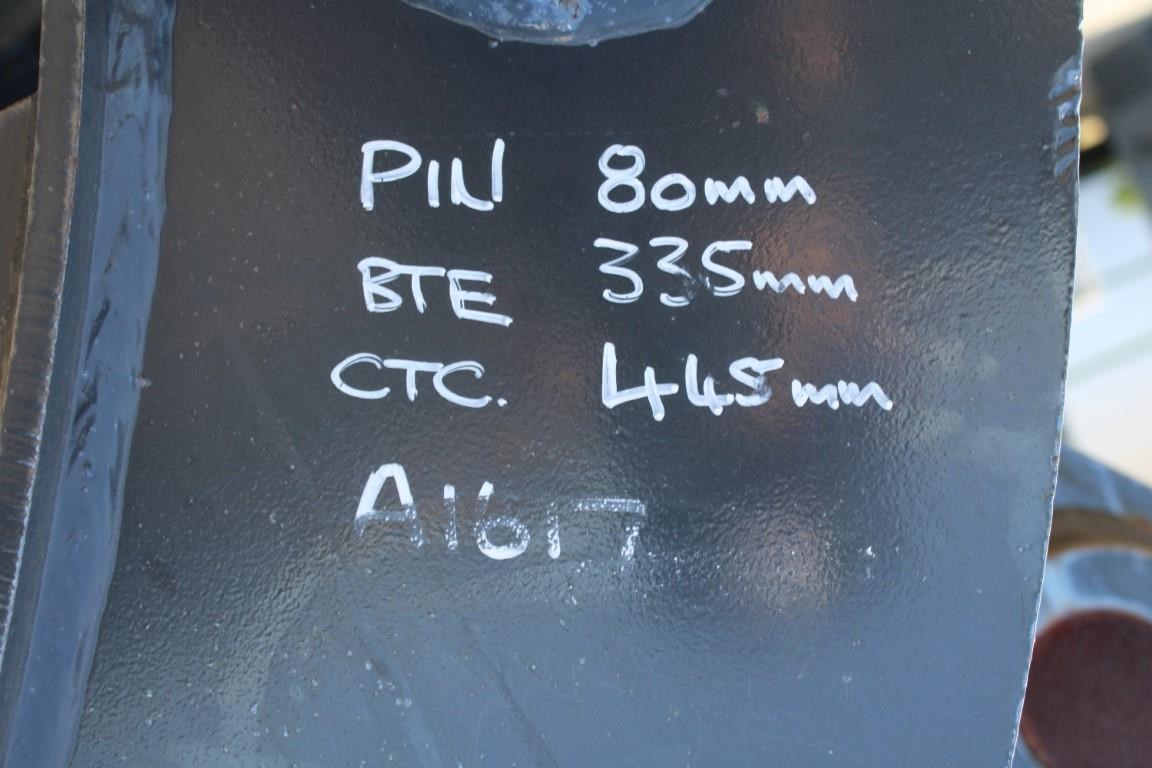 PIN 80mm
BTE 335mm
CTC. 445mm
A1617